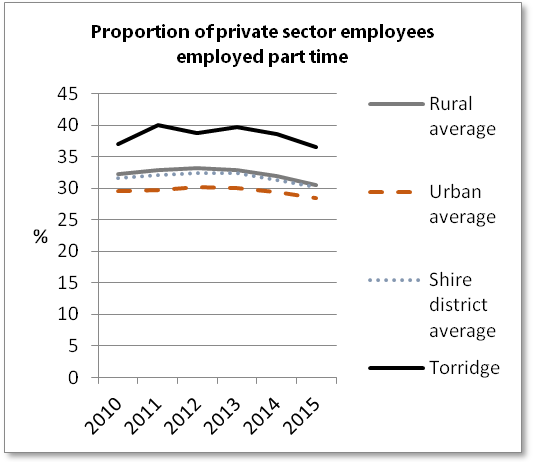 Proportion of private sector employees
employed part time
45
40
35
30
25
20
15
10
5
0
%
2010
2011
2012
2013
2014
2015
Rural
average
Urban
average
Shire
district
average
Torridge